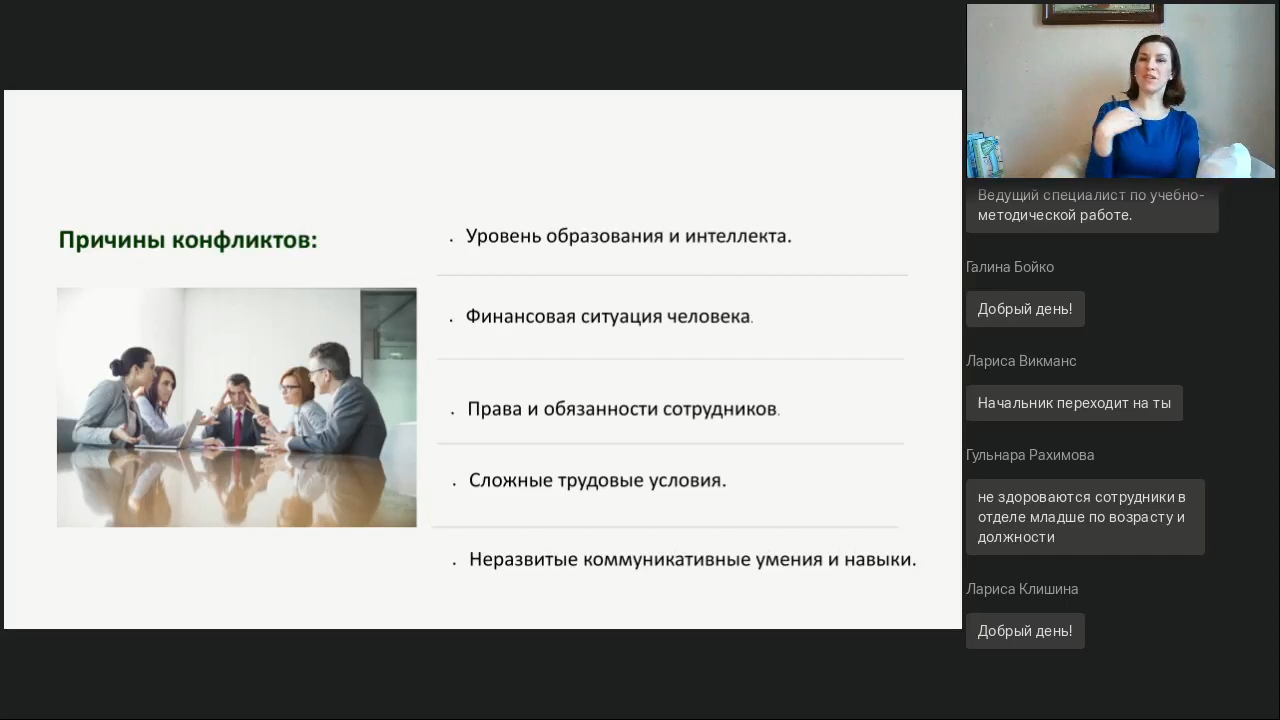 Причины конфликтов:
. Уровень образования и интеллекта.
. Финансовая ситуация человека.
. Права и обязанности сотрудников.
. Сложные трудовые условия.
. Неразвитые коммуникативные умения и навыки.
Ведущий специалист по учебно-
методической работе.
Галина Бойко
Добрый день!
Лариса Викманс
Начальник переходит на ты
Гульнара Рахимова
не здороваются сотрудники в
отделе младше по возрасту и
должности
Лариса Клишина
Добрый день!